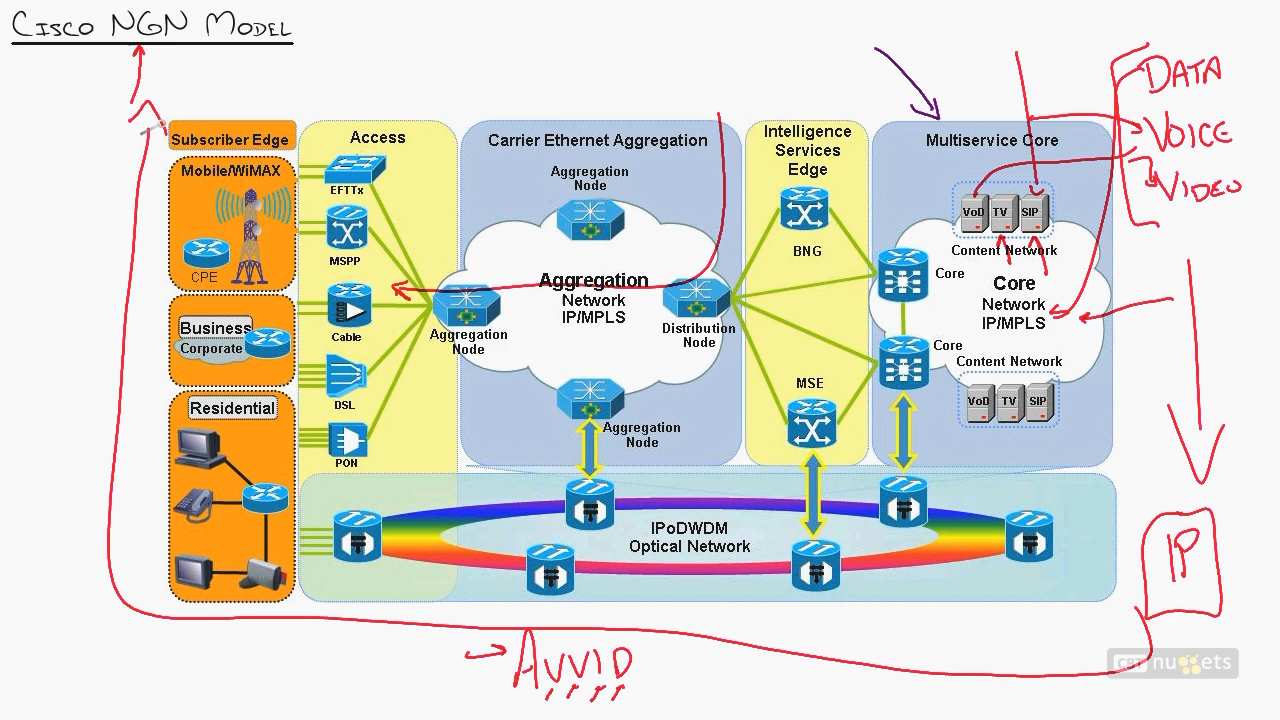 CISCO NGN MODEL
DATA
VOICE
VIDEO
Subscriber Edge
Mobile/WiMAX
CPE
Business
Corporate
Residential
Access
EFTTx
MSPP
Cable
DSL
PON
Carrier Ethernet Aggregation
Aggregation
Node
Aggregation
Network
IP/MPLS
Aggregation
Node
Distribution
Node
Aggregation
Node
Intelligence
Services
Edge
BNG
MSE
Multiservice Core
VoD TV SIP
Content Network
Core
Core
Network
IP/MPLS
Core
Content Network
VoD TV SIP
IPoDWDM
Optical Network
IP
AVVID
CBT nuggets